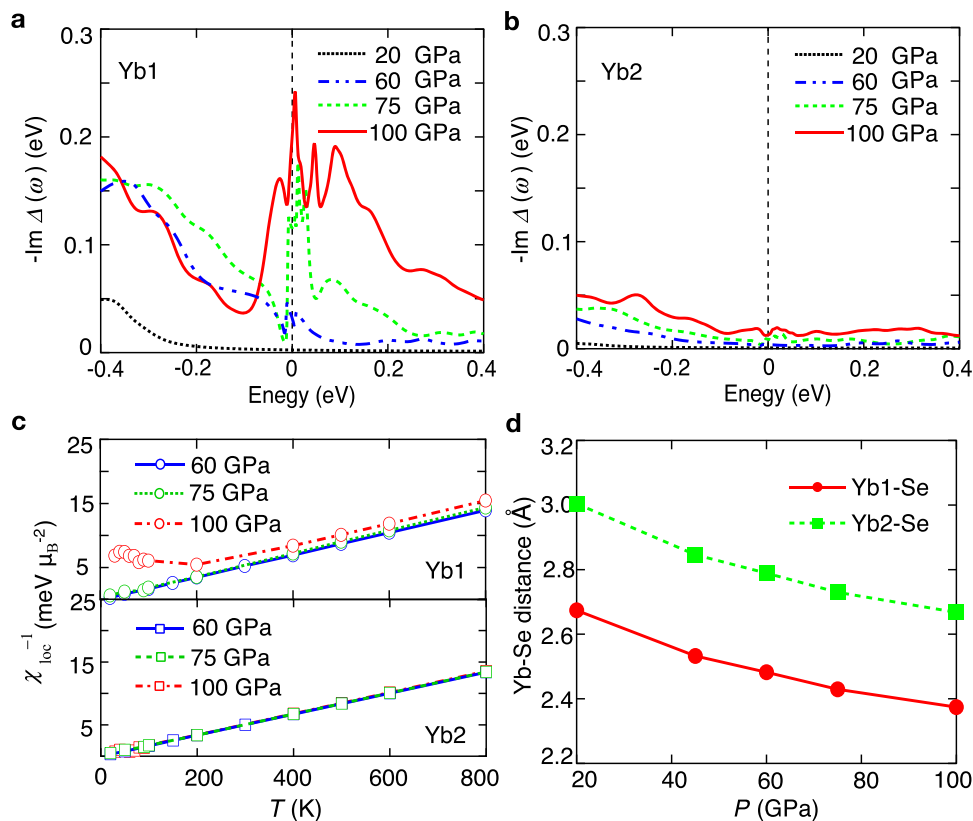 a
0.3
0.2
0.1
0
-Im Δ(ω) (eV)
Yb1
20 GPa
60 GPa
75 GPa
100 GPa
-0.4 -0.2 0 0.2 0.4
Enegy (eV)
b
0.3
0.2
0.1
0
-Im Δ(ω) (eV)
Yb2
20 GPa
60 GPa
75 GPa
100 GPa
-0.4 -0.2 0 0.2 0.4
Enegy (eV)
c
25
15
5
60 GPa
75 GPa
100 GPa
Yb1
χloc⁻¹ (meV μB⁻²)
25
15
5
60 GPa
75 GPa
100 GPa
Yb2
0 200 400 600 800
T (K)
d
3.2
3.0
2.8
2.6
2.4
2.2
Yb-Se distance (Å)
Yb1-Se
Yb2-Se
20 40 60 80 100
P (GPa)